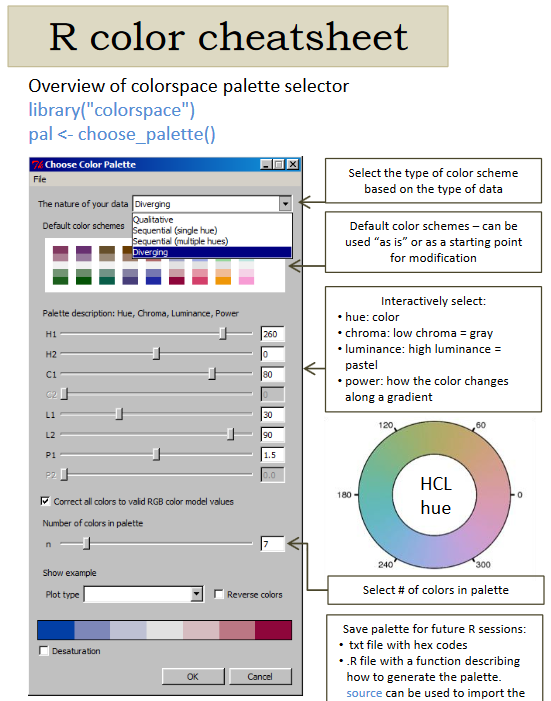 R color cheatsheet
Overview of colorspace palette selector
library("colorspace")
pal <- choose_palette()
Choose Color Palette
File
The nature of your data
Diverging
Qualitative
Sequential (single hue)
Sequential (multiple hues)
Diverging
Default color schemes
Palette description: Hue, Chroma, Luminance, Power
H1 260
H2 0
C1 80
C2 0
L1 30
L2 90
P1 1.5
P2 0.0
Correct all colors to valid RGB color model values
Number of colors in palette
n 7
Show example
Plot type
Reverse colors
Desaturation
OK Cancel
Select the type of color scheme
based on the type of data
Default color schemes – can be
used “as is” or as a starting point
for modification
Interactively select:
• hue: color
• chroma: low chroma = gray
• luminance: high luminance =
pastel
• power: how the color changes
along a gradient
120 60
180 HCL 0
hue
240 300
Select # of colors in palette
Save palette for future R sessions:
• txt file with hex codes
• .R file with a function describing
how to generate the palette.
source can be used to import the